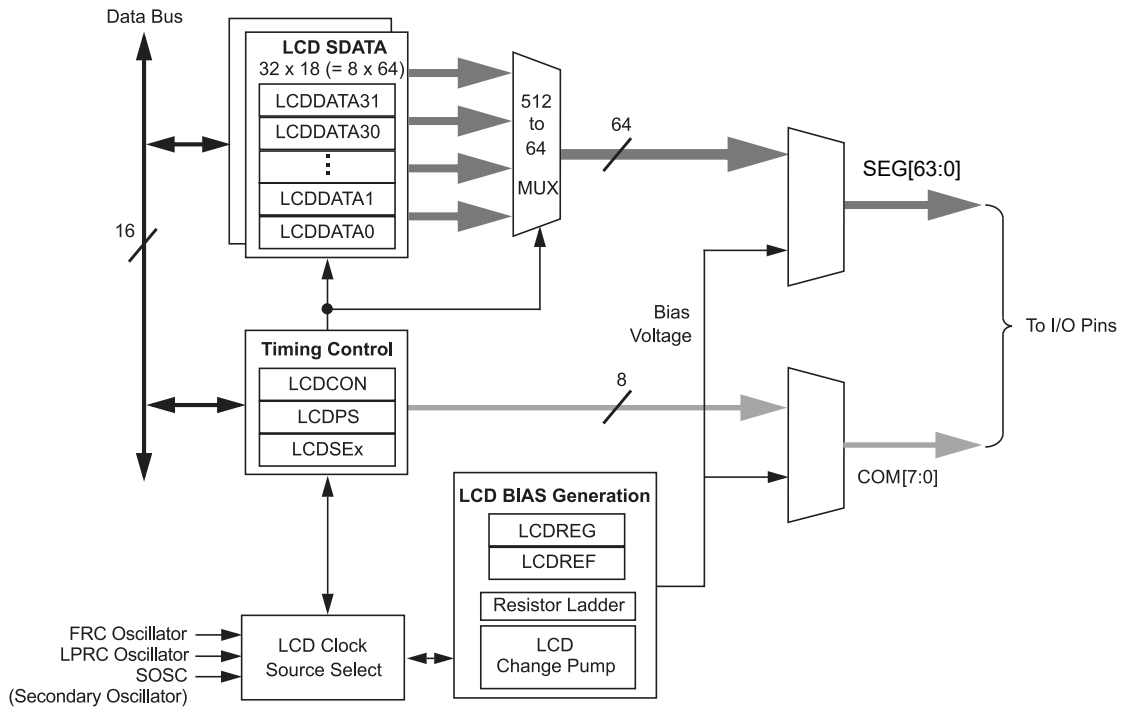 Data Bus
LCD SDATA
32 x 18 (= 8 x 64)
LCDDATA31
LCDDATA30
⋮
LCDDATA1
LCDDATA0
512
to
64
MUX
64
SEG[63:0]
16
Bias
Voltage
To I/O Pins
Timing Control
LCDCON
LCDPS
LCDSEx
8
COM[7:0]
LCD BIAS Generation
LCDREG
LCDREF
Resistor Ladder
LCD
Change Pump
FRC Oscillator
LPRC Oscillator
SOSC
(Secondary Oscillator)
LCD Clock
Source Select